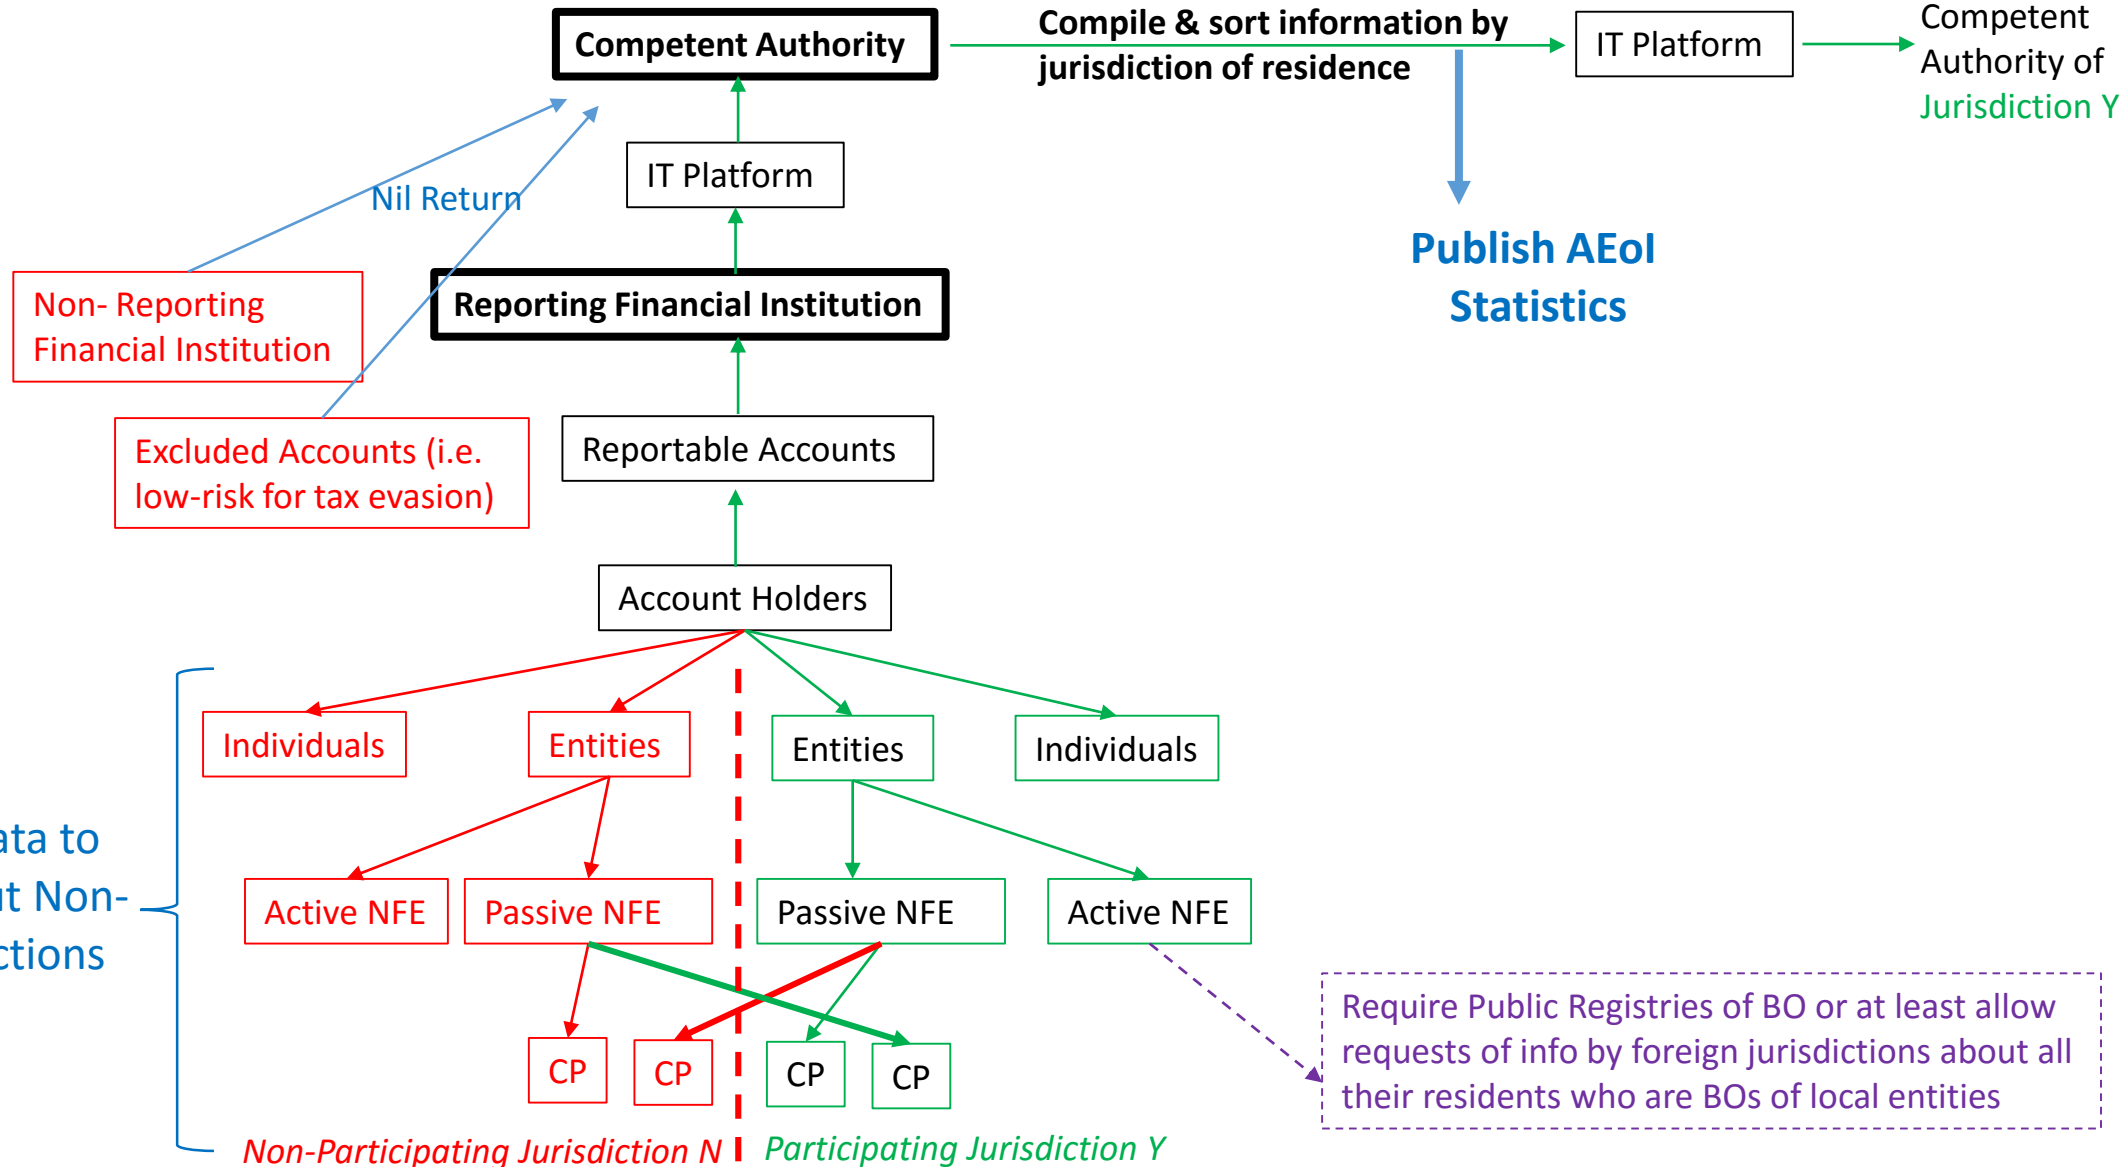 Competent Authority
Compile & sort information by
jurisdiction of residence
IT Platform
Competent
Authority of
Jurisdiction Y
IT Platform
Nil Return
Publish AEoI
Statistics
Non- Reporting
Financial Institution
Reporting Financial Institution
Excluded Accounts (i.e.
low-risk for tax evasion)
Reportable Accounts
Account Holders
Individuals
Entities
Entities
Individuals
to
Non-
Active NFE
Passive NFE
Passive NFE
Active NFE
CP
CP
CP
CP
Require Public Registries of BO or at least allow
requests of info by foreign jurisdictions about all
their residents who are BOs of local entities
Non-Participating Jurisdiction N
Participating Jurisdiction Y